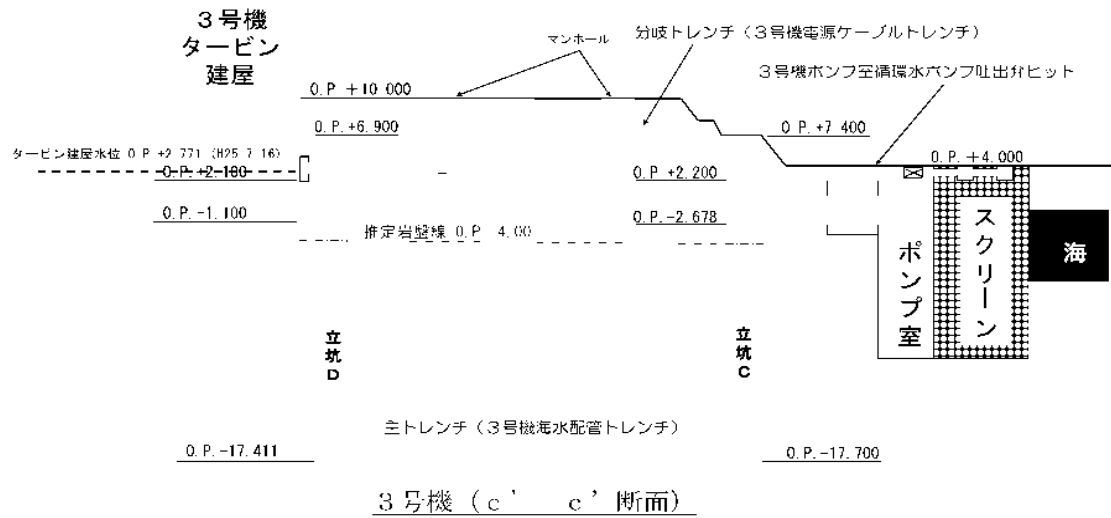 ３号機
タービン
建屋
マンホール
分岐トレンチ（３号機電源ケーブルトレンチ）
３号機ポンプ室循環水ポンプ吐出弁ピット
O.P. +10.000
O.P.+6.900
O.P.+7.400
タービン建屋水位 O.P.+2.771 (H25.7.16)
O.P.+2.100
O.P.+2.200
O.P.+4.000
O.P.-1.100
O.P.-2.678
推定岩盤線 O.P. 4.00
ポンプ室
スクリーン
海
立坑D
立坑C
主トレンチ（３号機海水配管トレンチ）
O.P.-17.411
O.P.-17.700
３号機（ｃ’ ｃ’断面）